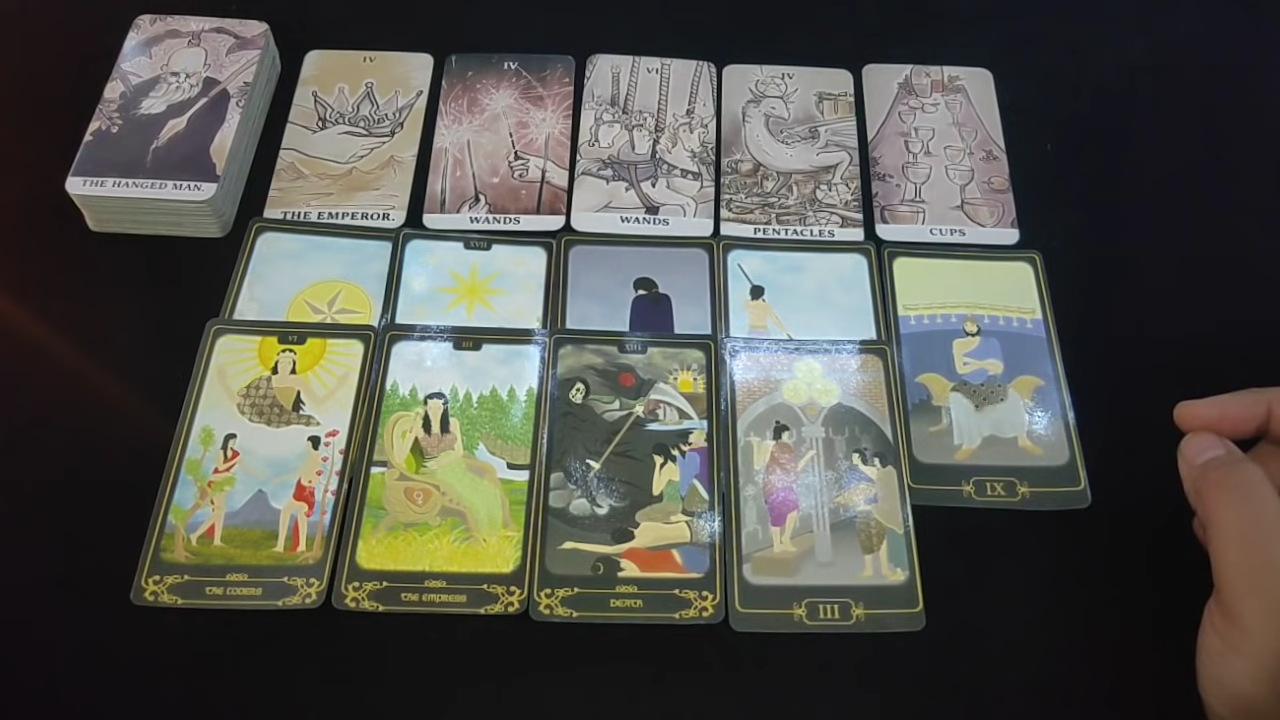 XII
THE HANGED MAN.
IV
THE EMPEROR.
IV
WANDS
VI
WANDS
IV
PENTACLES
X
CUPS
XVII
VI
THE LOVERS
III
THE EMPRESS
XIII
DEATH
III
IX